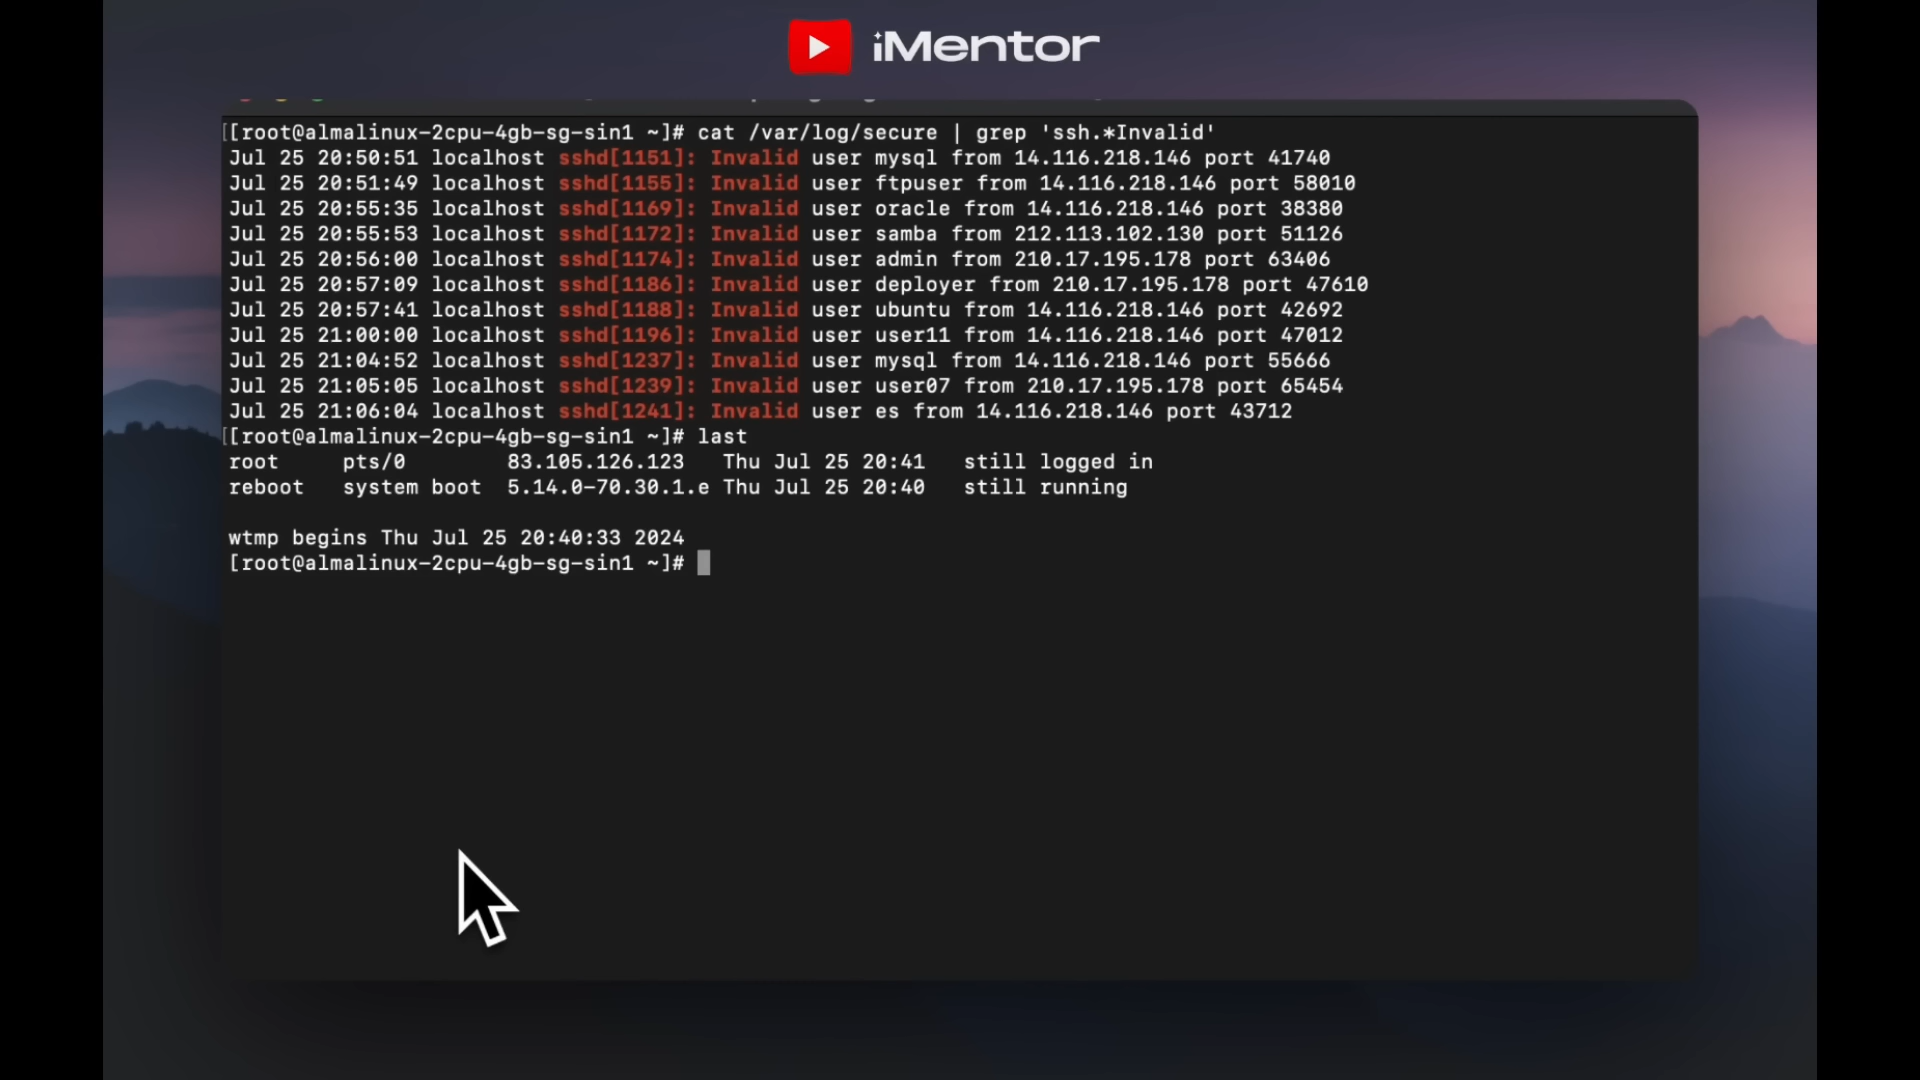 iMentor
[[root@almalinux-2cpu-4gb-sg-sin1 ~]# cat /var/log/secure | grep 'ssh.*Invalid'
Jul 25 20:50:51 localhost sshd[1151]: Invalid user mysql from 14.116.218.146 port 41740
Jul 25 20:51:49 localhost sshd[1155]: Invalid user ftpuser from 14.116.218.146 port 58010
Jul 25 20:55:35 localhost sshd[1169]: Invalid user oracle from 14.116.218.146 port 38380
Jul 25 20:55:53 localhost sshd[1172]: Invalid user samba from 212.113.102.130 port 51126
Jul 25 20:56:00 localhost sshd[1174]: Invalid user admin from 210.17.195.178 port 63406
Jul 25 20:57:09 localhost sshd[1186]: Invalid user deployer from 210.17.195.178 port 47610
Jul 25 20:57:41 localhost sshd[1188]: Invalid user ubuntu from 14.116.218.146 port 42692
Jul 25 21:00:00 localhost sshd[1196]: Invalid user user11 from 14.116.218.146 port 47012
Jul 25 21:04:52 localhost sshd[1237]: Invalid user mysql from 14.116.218.146 port 55666
Jul 25 21:05:05 localhost sshd[1239]: Invalid user user07 from 210.17.195.178 port 65454
Jul 25 21:06:04 localhost sshd[1241]: Invalid user es from 14.116.218.146 port 43712
[[root@almalinux-2cpu-4gb-sg-sin1 ~]# last
root pts/0 83.105.126.123 Thu Jul 25 20:41 still logged in
reboot system boot 5.14.0-70.30.1.e Thu Jul 25 20:40 still running
wtmp begins Thu Jul 25 20:40:33 2024
[root@almalinux-2cpu-4gb-sg-sin1 ~]#